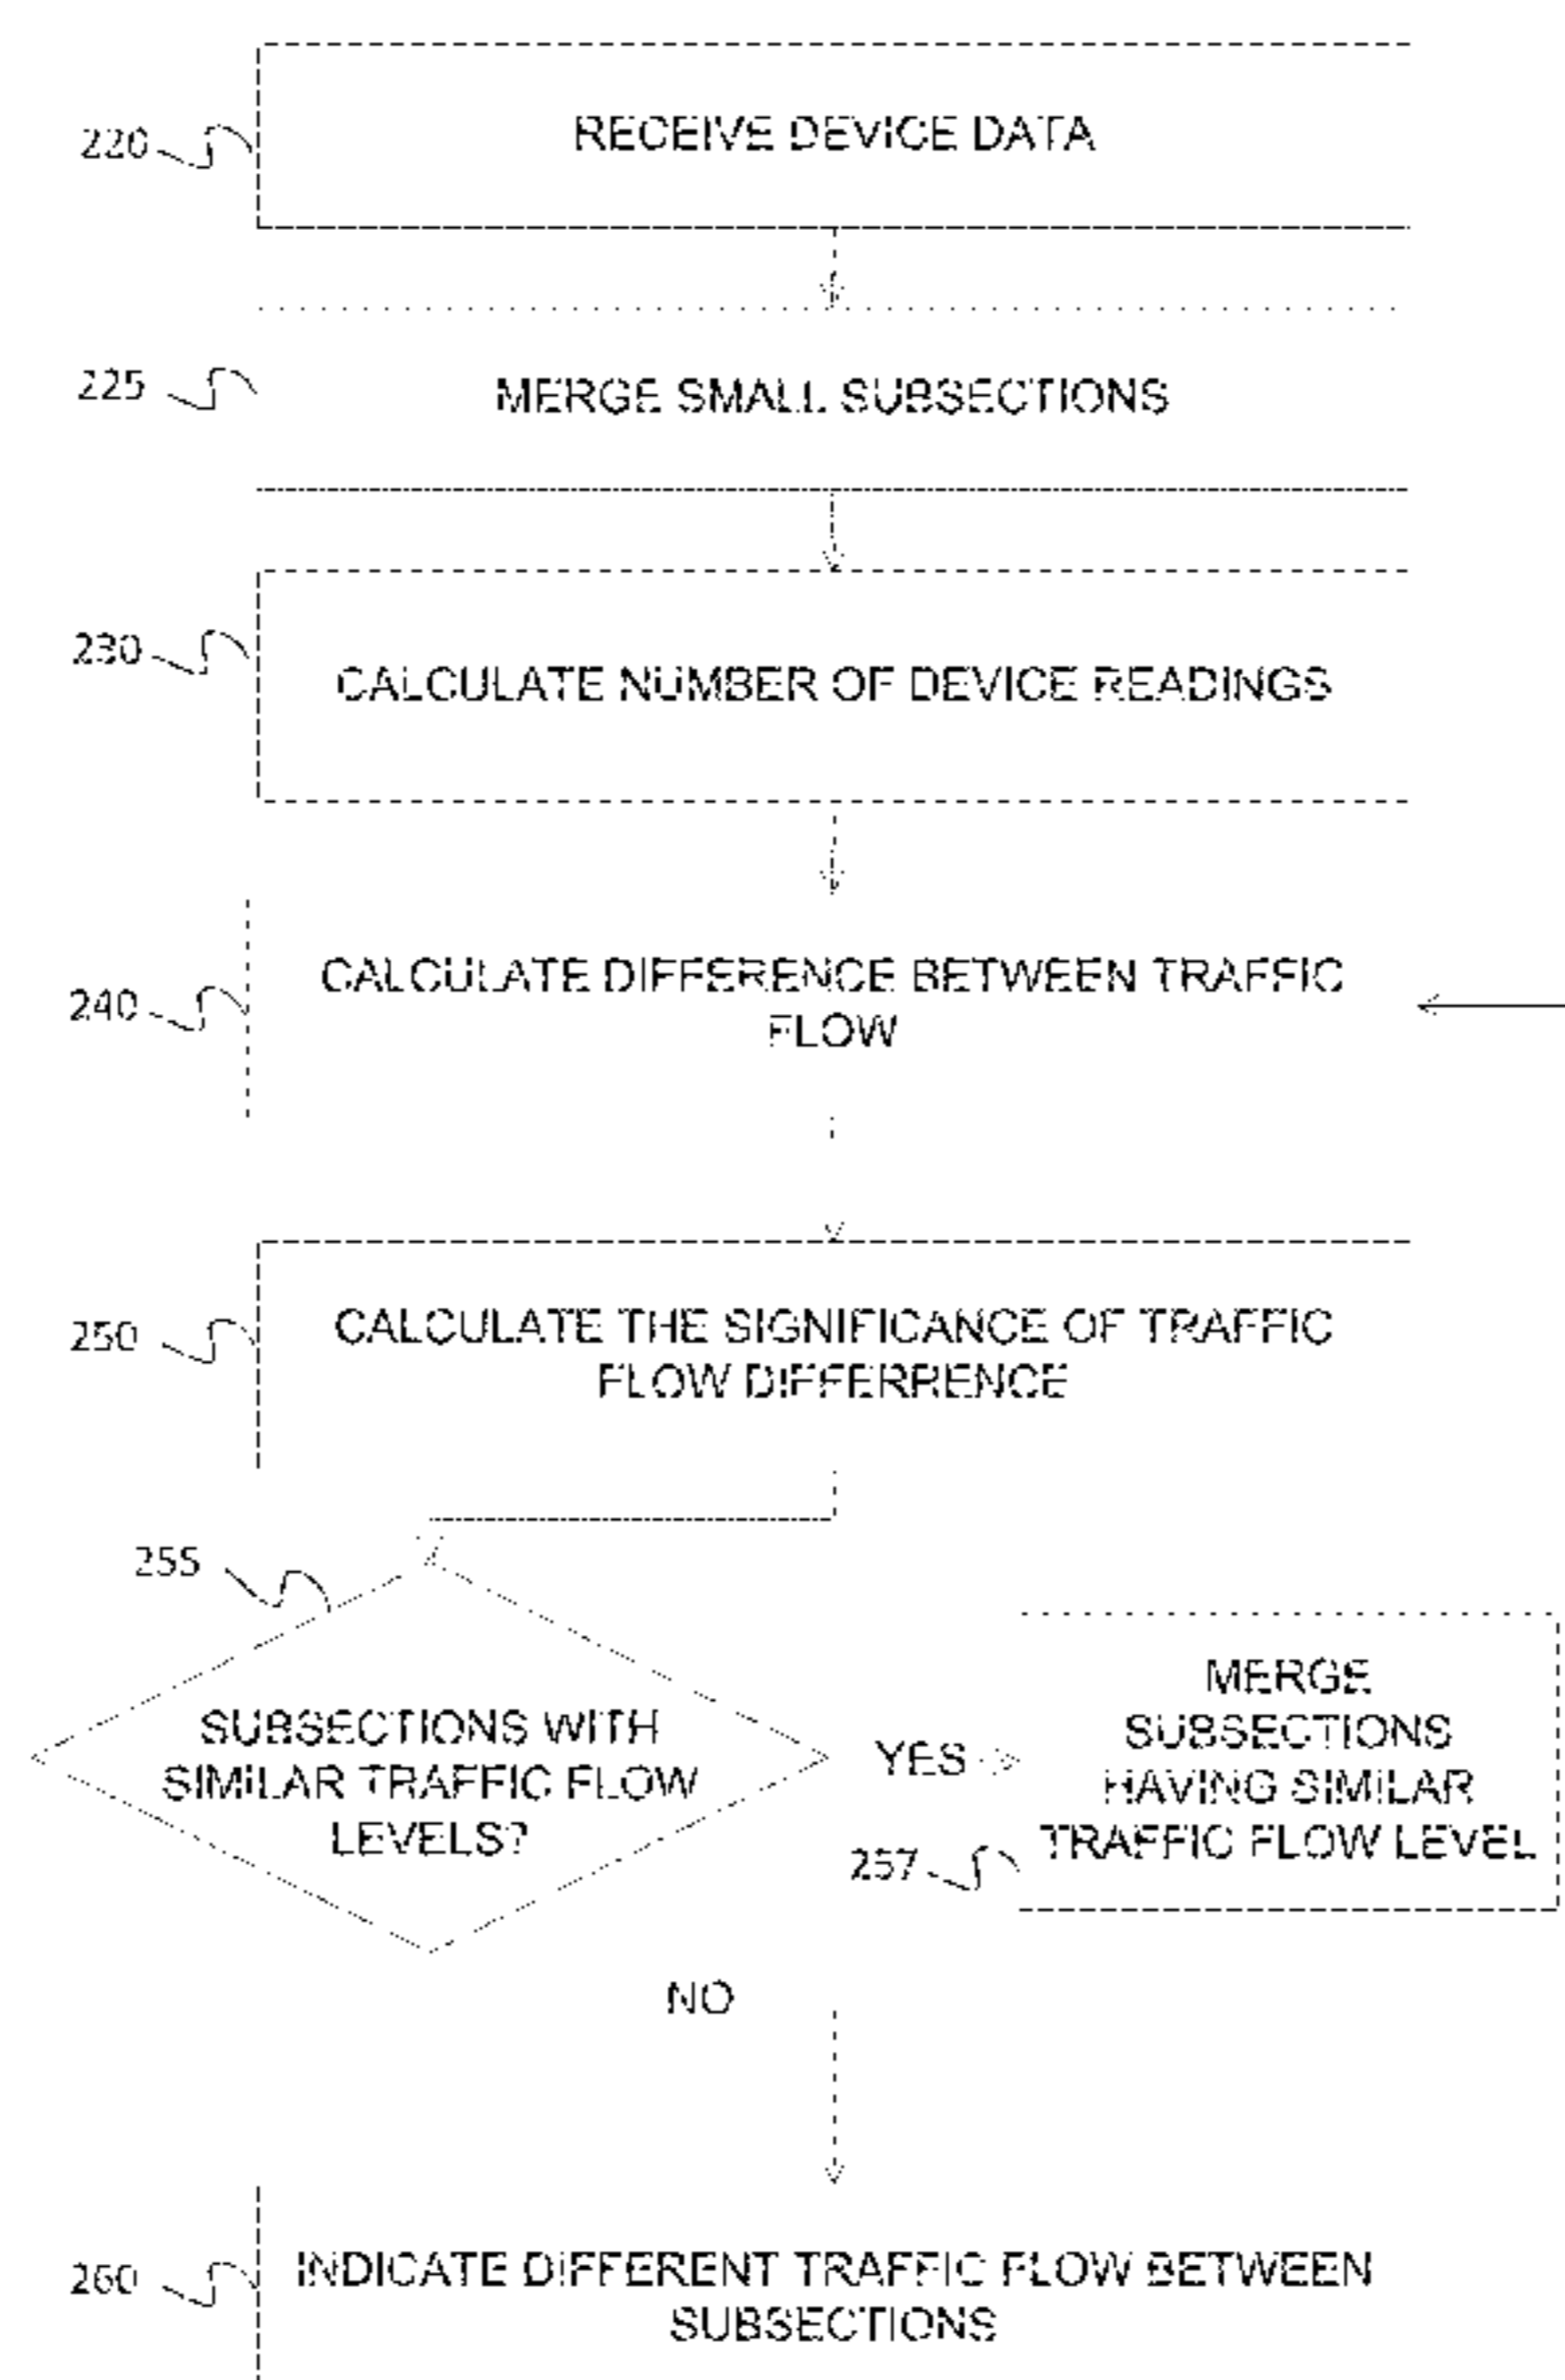 220
RECEIVE DEVICE DATA
225
MERGE SMALL SUBSECTIONS
230
CALCULATE NUMBER OF DEVICE READINGS
240
CALCULATE DIFFERENCE BETWEEN TRAFFIC
FLOW
250
CALCULATE THE SIGNIFICANCE OF TRAFFIC
FLOW DIFFERRENCE
255
SUBSECTIONS WITH
SIMILAR TRAFFIC FLOW
LEVELS?
YES
MERGE
SUBSECTIONS
HAVING SIMILAR
TRAFFIC FLOW LEVEL
257
NO
260
INDICATE DIFFERENT TRAFFIC FLOW BETWEEN
SUBSECTIONS